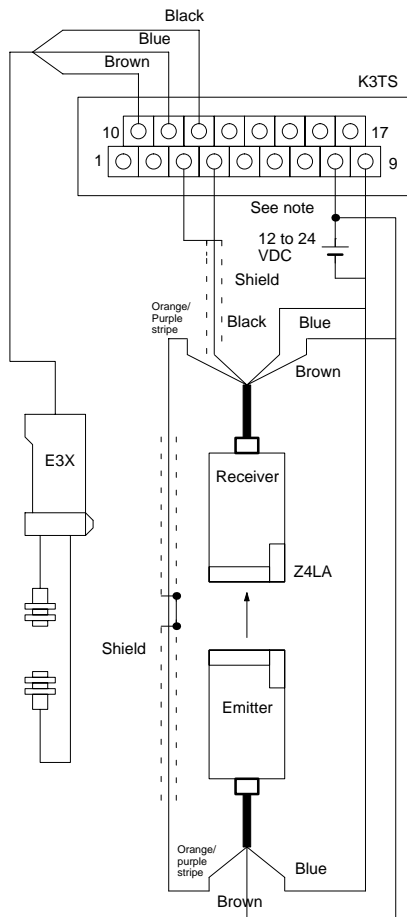 Black
Blue
Brown
K3TS
10
17
1
9
See note
12 to 24
VDC
Shield
Orange/
Purple
stripe
Black
Blue
Brown
E3X
Receiver
Z4LA
Shield
Emitter
Orange/
purple
stripe
Blue
Brown